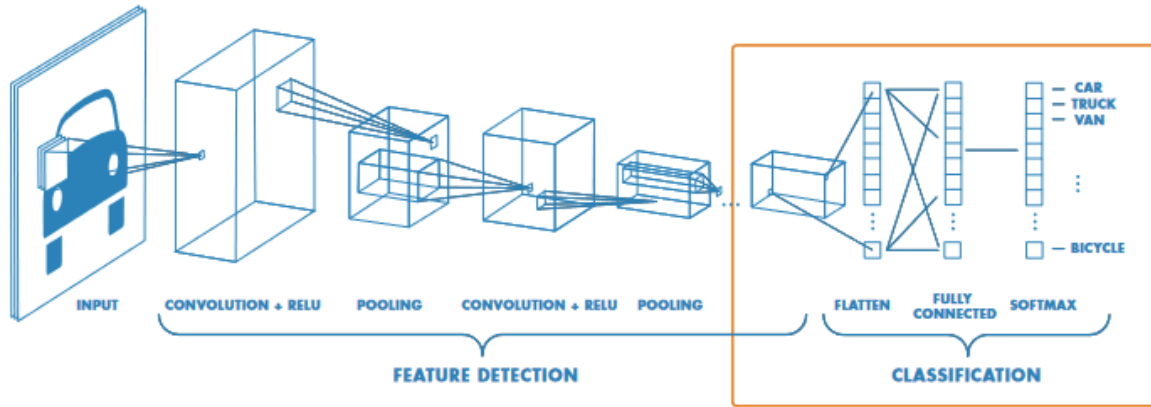 CAR
TRUCK
VAN
BICYCLE
INPUT
CONVOLUTION + RELU
POOLING
CONVOLUTION + RELU
POOLING
FLATTEN
FULLY
CONNECTED
SOFTMAX
FEATURE DETECTION
CLASSIFICATION